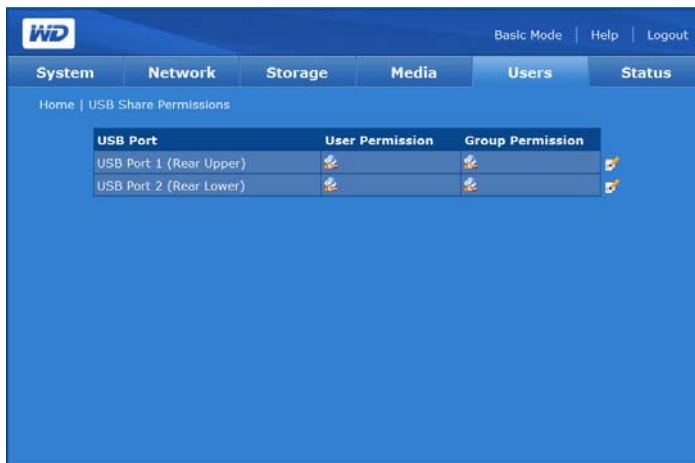 WD
Basic Mode | Help | Logout
System Network Storage Media Users Status
Home | USB Share Permissions
USB Port User Permission Group Permission
USB Port 1 (Rear Upper)
USB Port 2 (Rear Lower)